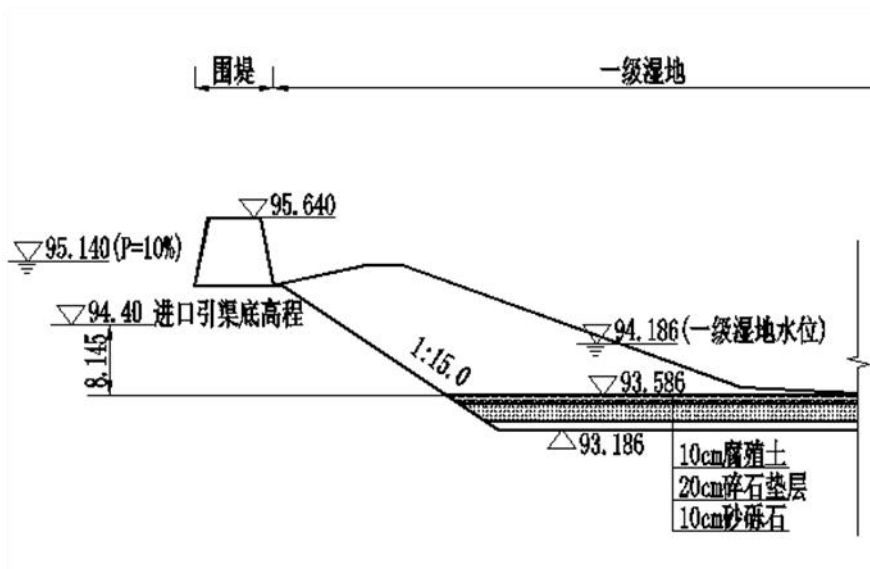 围堤
一级湿地
95.640
95.140(P=10%)
94.40 进口引渠底高程
8.145
1:15.0
94.186(一级湿地水位)
93.586
93.186
10cm腐殖土
20cm碎石垫层
10cm砂砾石